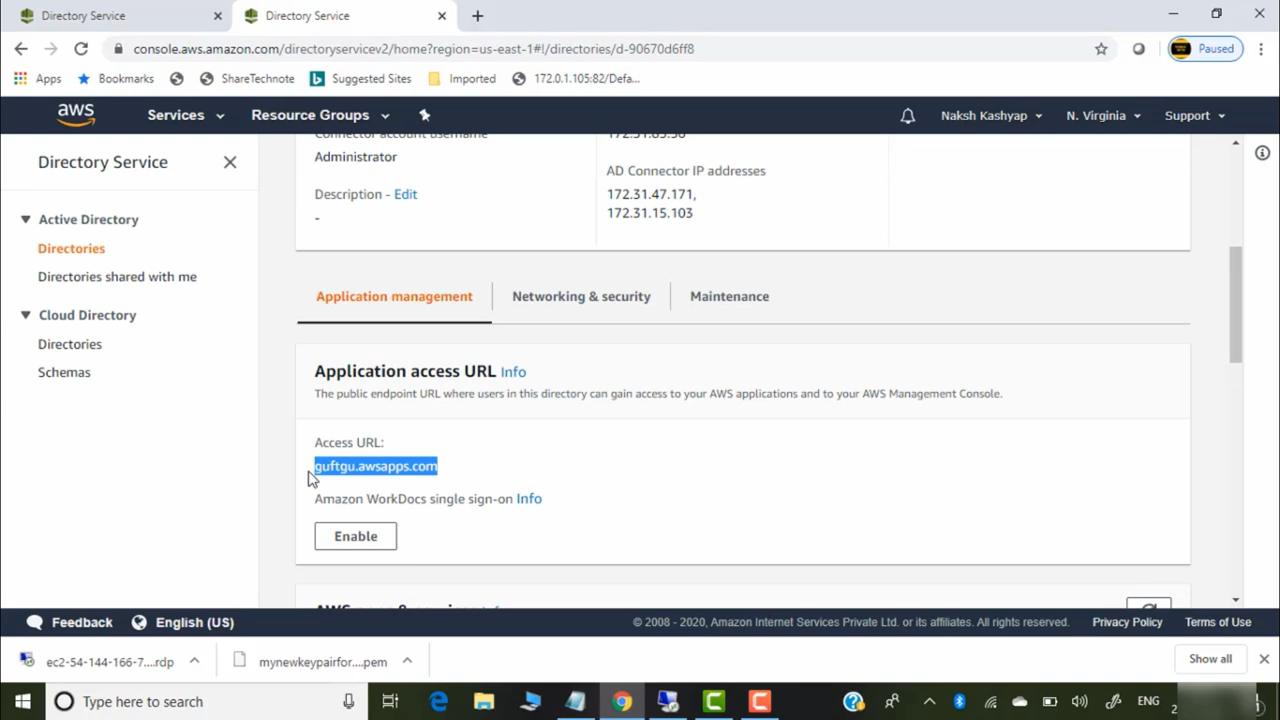 Directory Service
Directory Service
console.aws.amazon.com/directoryservicev2/home?region=us-east-1#!/directories/d-90670d6ff8
Paused
Apps
Bookmarks
ShareTechnote
Suggested Sites
Imported
172.0.1.105:82/Defa...
aws
Services
Resource Groups
Naksh Kashyap
N. Virginia
Support
Directory Service
Active Directory
Directories
Directories shared with me
Cloud Directory
Directories
Schemas
Connector account username
Administrator
Description - Edit
-
AD Connector IP addresses
172.31.47.171,
172.31.15.103
Application management
Networking & security
Maintenance
Application access URL Info
The public endpoint URL where users in this directory can gain access to your AWS applications and to your AWS Management Console.
Access URL:
guftgu.awsapps.com
Amazon WorkDocs single sign-on Info
Enable
Feedback
English (US)
© 2008 - 2020, Amazon Internet Services Private Ltd. or its affiliates. All rights reserved.
Privacy Policy
Terms of Use
ec2-54-144-166-7....rdp
mynewkeypairfor....pem
Show all
Type here to search
ENG